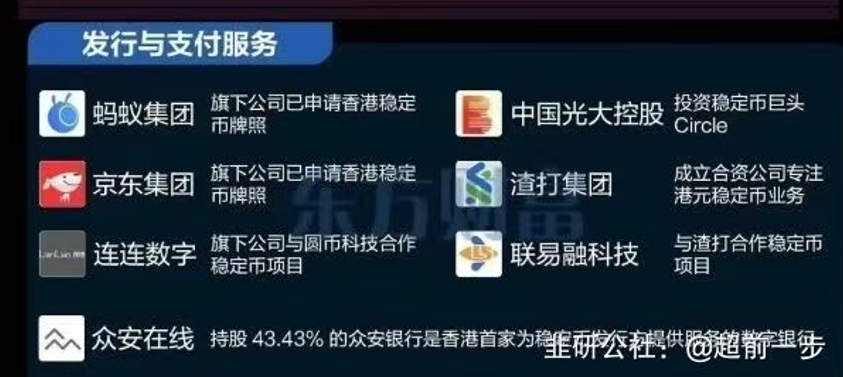 发行与支付服务
蚂蚁集团
旗下公司已申请香港稳定
币牌照
中国光大控股
投资稳定币巨头
Circle
京东集团
旗下公司已申请香港稳定
币牌照
渣打集团
成立合资公司专注
港元稳定币业务
连连数字
旗下公司与圆币科技合作
稳定币项目
联易融科技
与渣打合作稳定币
项目
众安在线
持股 43.43% 的众安银行是香港首家为稳定币发行方提供服务的数字银行
韭研公社：@超前一步
东方财富
LianLian
LS